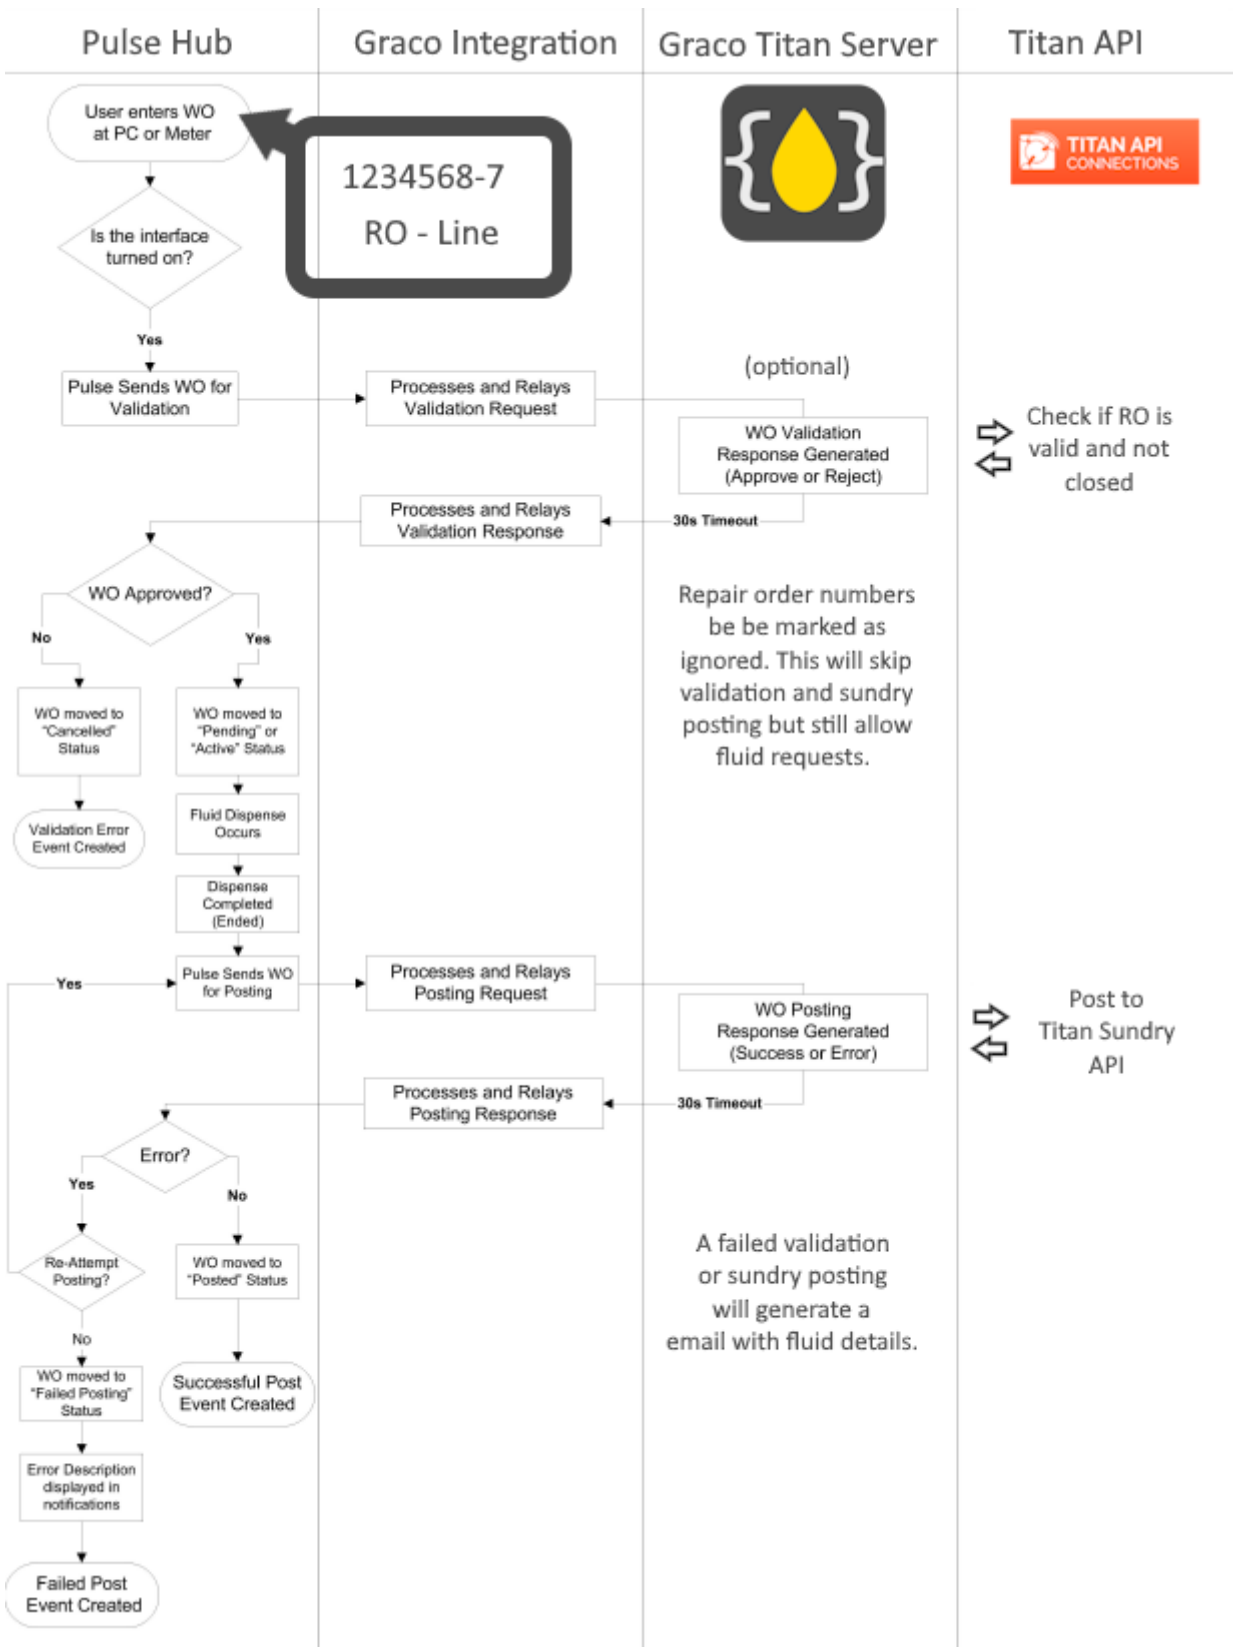 Pulse Hub
Graco Integration
Graco Titan Server
Titan API
User enters WO
at PC or Meter
1234568-7
RO - Line
TITAN API
CONNECTIONS
Is the interface
turned on?
Yes
Pulse Sends WO for
Validation
Processes and Relays
Validation Request
(optional)
WO Validation
Response Generated
(Approve or Reject)
Check if RO is
valid and not
closed
30s Timeout
Processes and Relays
Validation Response
WO Approved?
No
Yes
WO moved to
"Cancelled"
Status
WO moved to
"Pending" or
"Active" Status
Repair order numbers
be be marked as
ignored. This will skip
validation and sundry
posting but still allow
fluid requests.
Validation Error
Event Created
Fluid Dispense
Occurs
Dispense
Completed
(Ended)
Yes
Pulse Sends WO
for Posting
Processes and Relays
Posting Request
WO Posting
Response Generated
(Success or Error)
Post to
Titan Sundry
API
30s Timeout
Processes and Relays
Posting Response
Error?
Yes
No
Re-Attempt
Posting?
WO moved to
"Posted" Status
A failed validation
or sundry posting
will generate a
email with fluid details.
No
WO moved to
"Failed Posting"
Status
Successful Post
Event Created
Error Description
displayed in
notifications
Failed Post
Event Created